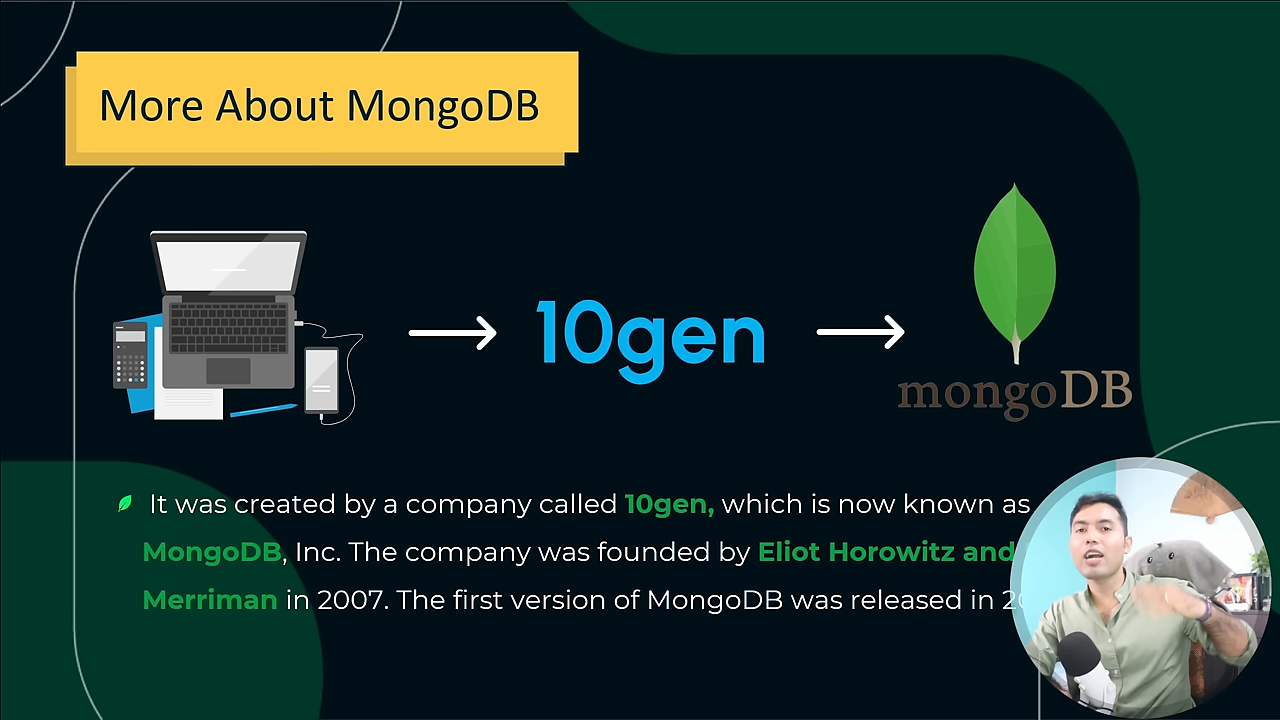 More About MongoDB
10gen
mongoDB
It was created by a company called 10gen, which is now known as
MongoDB, Inc. The company was founded by Eliot Horowitz and
Merriman in 2007. The first version of MongoDB was released in